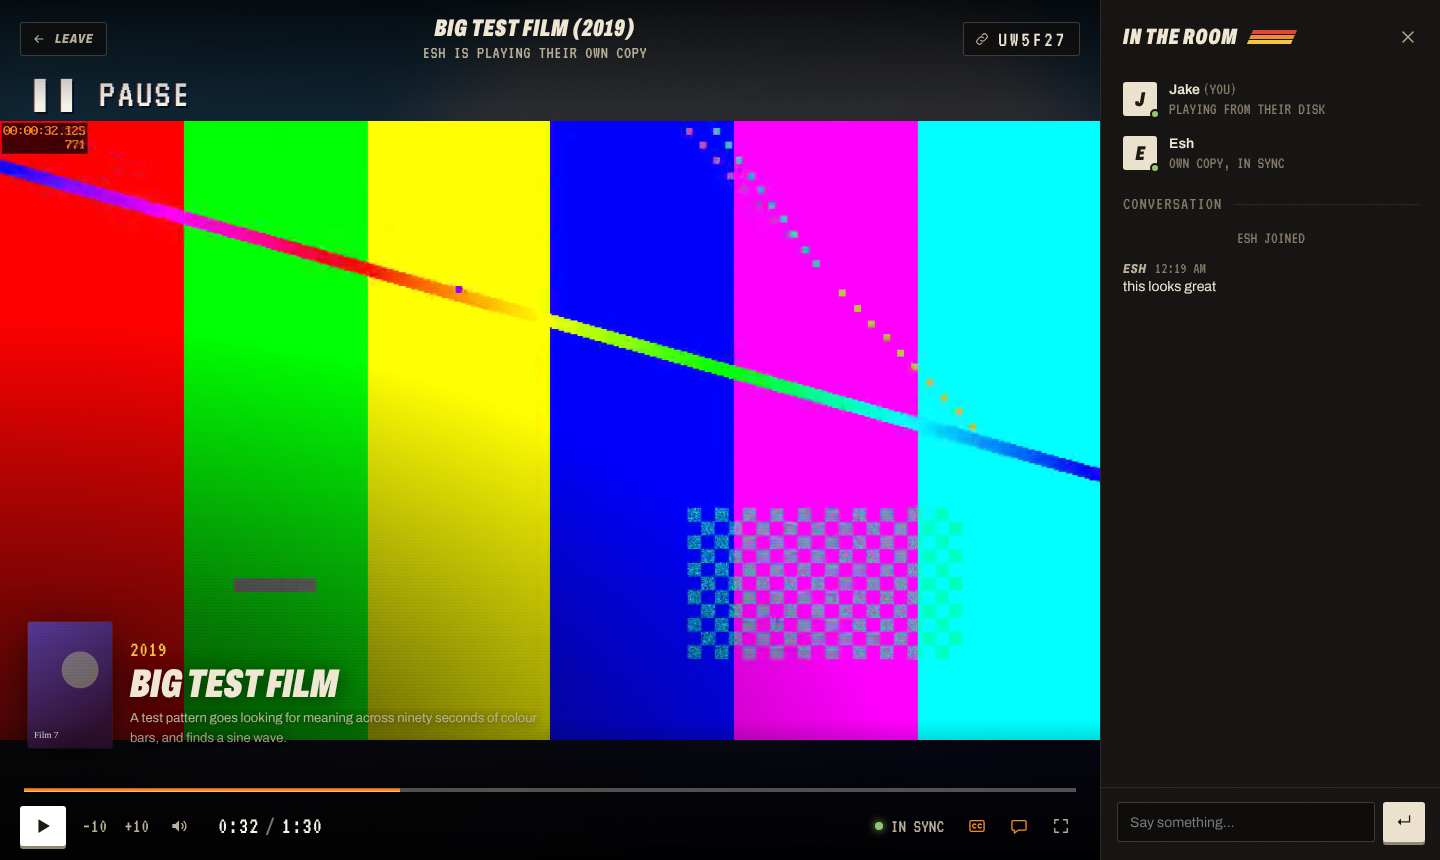 ← LEAVE
BIG TEST FILM (2019)
ESH IS PLAYING THEIR OWN COPY
UW5F27
PAUSE
00:00:32.125
771
2019
BIG TEST FILM
A test pattern goes looking for meaning across ninety seconds of colour
bars, and finds a sine wave.
Film 7
-10 +10 0:32 / 1:30
IN SYNC
CC
IN THE ROOM
J
Jake (YOU)
PLAYING FROM THEIR DISK
E
Esh
OWN COPY, IN SYNC
CONVERSATION
ESH JOINED
ESH 12:19 AM
this looks great
Say something...